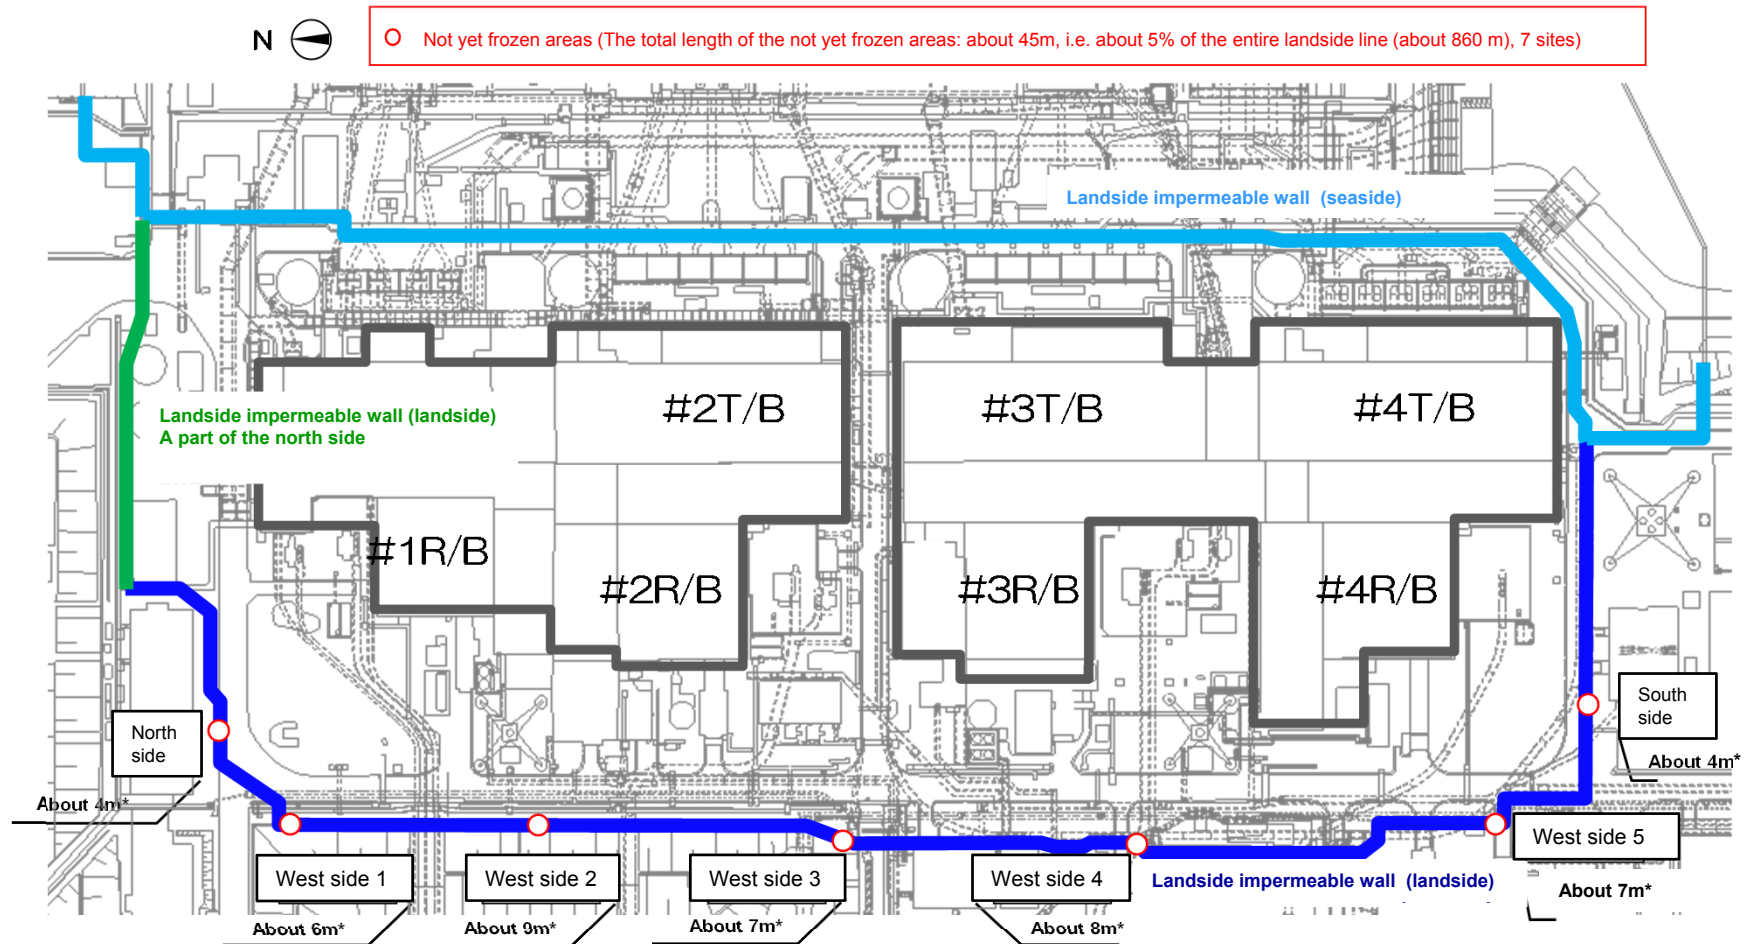 N
Not yet frozen areas (The total length of the not yet frozen areas: about 45m, i.e. about 5% of the entire landside line (about 860 m), 7 sites)
Landside impermeable wall (seaside)
Landside impermeable wall (landside)
A part of the north side
#2T/B
#3T/B
#4T/B
#1R/B
#2R/B
#3R/B
#4R/B
North
side
About 4m*
South
side
About 4m*
West side 1
About 6m*
West side 2
About 9m*
West side 3
About 7m*
West side 4
About 8m*
Landside impermeable wall (landside)
West side 5
About 7m*